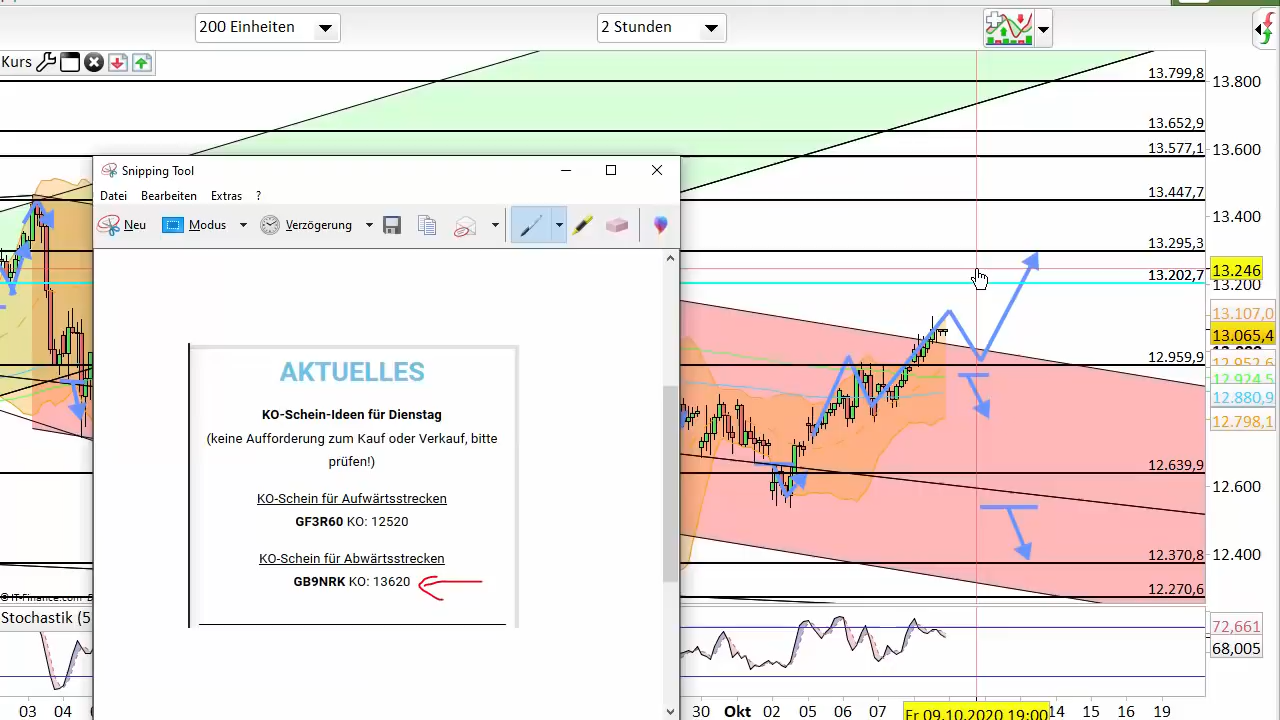 200 Einheiten
2 Stunden
Kurs
13.799,8
13.800
13.652,9
13.600
13.577,1
13.447,7
13.400
13.295,3
13.246
13.202,7
13.200
13.107,0
13.065,4
12.959,9
12.952,6
12.924,5
12.880,9
12.798,1
12.639,9
12.600
12.400
12.370,8
12.270,6
Snipping Tool
Datei
Bearbeiten
Extras
?
Neu
Modus
Verzögerung
AKTUELLES
KO-Schein-Ideen für Dienstag
(keine Aufforderung zum Kauf oder Verkauf, bitte
prüfen!)
KO-Schein für Aufwärtsstrecken
GF3R60 KO: 12520
KO-Schein für Abwärtsstrecken
GB9NRK KO: 13620
© IT-Finance.com
Stochastik (5
72,661
68,005
03
04
30
Okt
02
05
06
07
Fr 09.10.2020 19:00
14
15
16
19